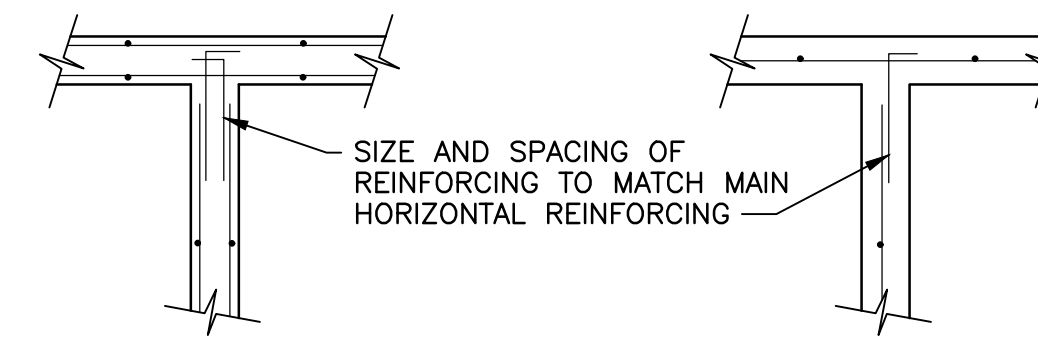 SIZE AND SPACING OF
REINFORCING TO MATCH MAIN
HORIZONTAL REINFORCING